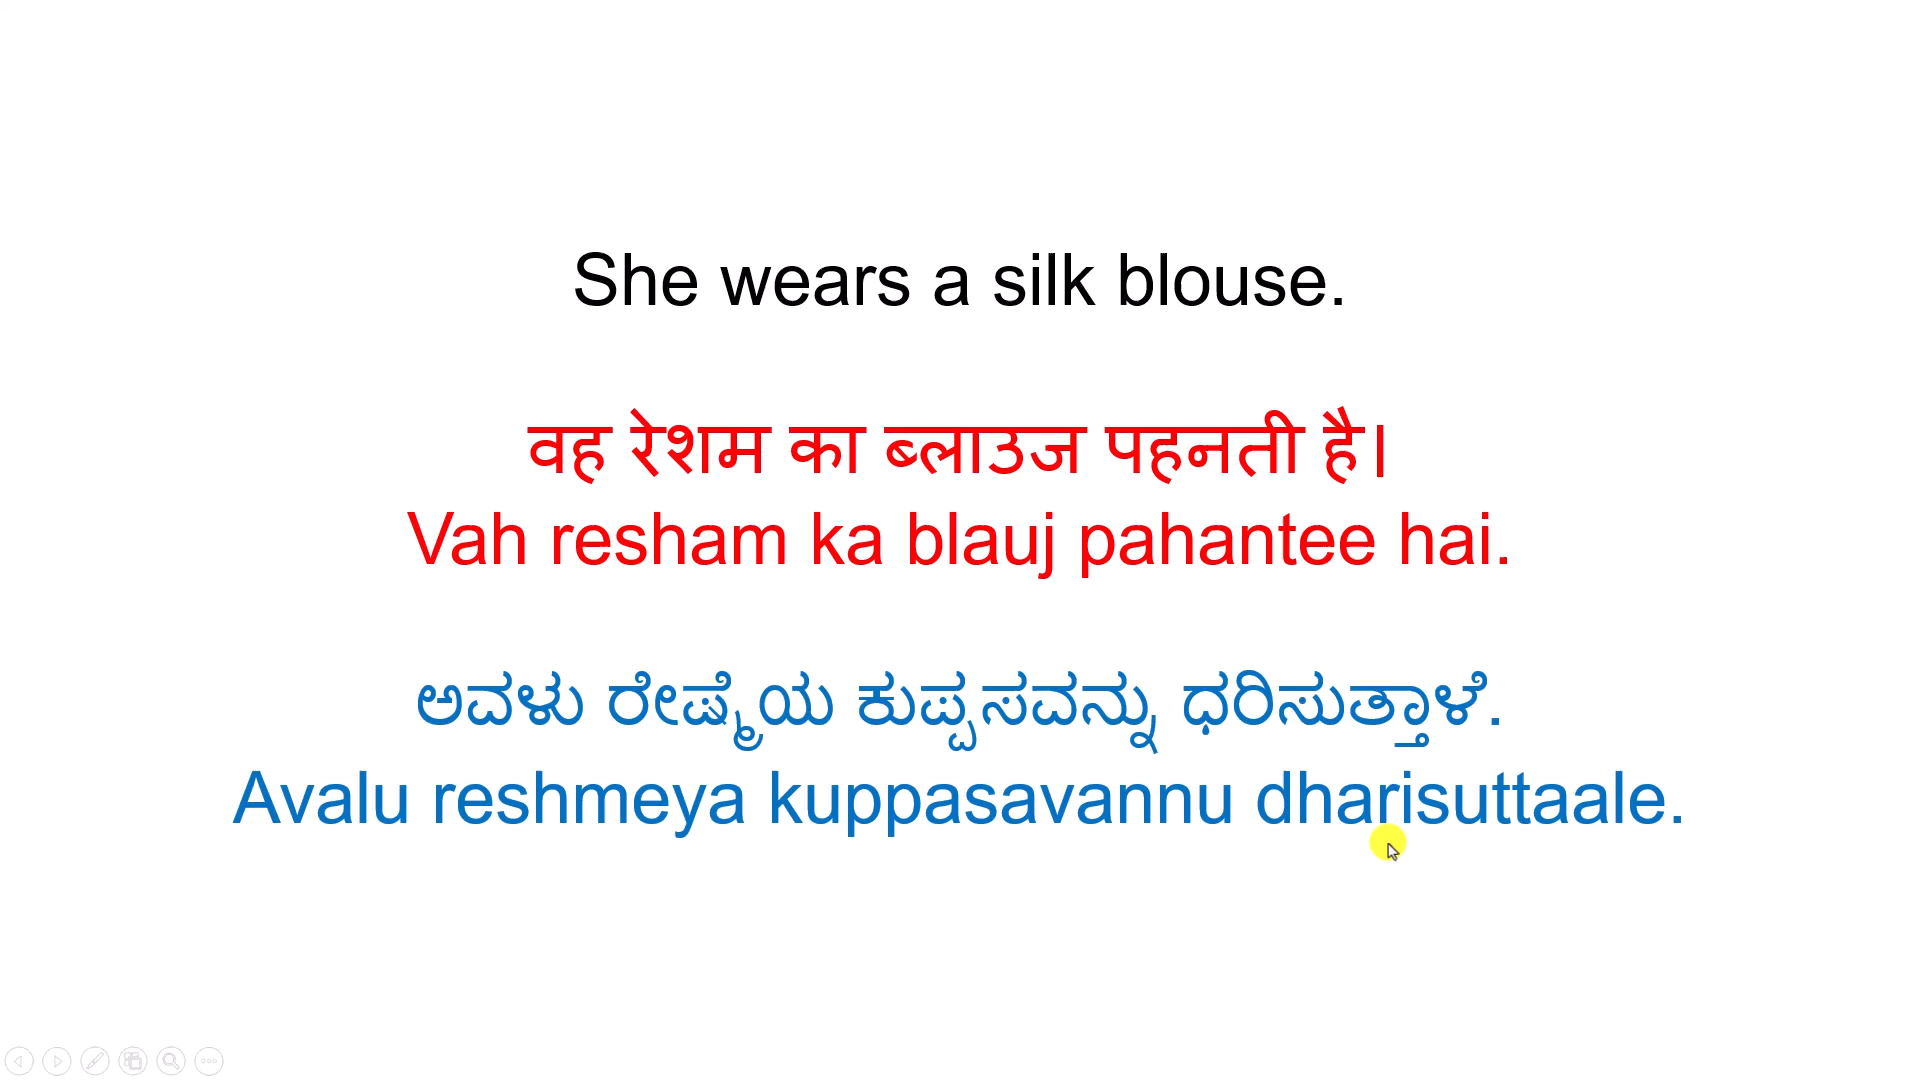 She wears a silk blouse.
वह रेशम का ब्लाउज पहनती है।
Vah resham ka blauj pahantee hai.
ಅವಳು ರೇಷ್ಮೆಯ ಕುಪ್ಪಸವನ್ನು ಧರಿಸುತ್ತಾಳೆ.
Avalu reshmeya kuppasavannu dharisuttaale.